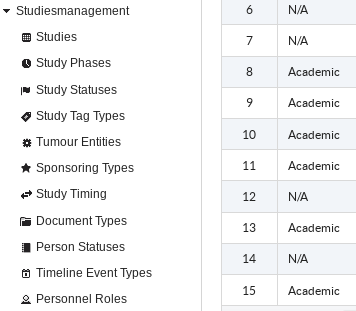 Studiesmanagement
Studies
Study Phases
Study Statuses
Study Tag Types
Tumour Entities
Sponsoring Types
Study Timing
Document Types
Person Statuses
Timeline Event Types
Personnel Roles
6 N/A
7 N/A
8 Academic
9 Academic
10 Academic
11 Academic
12 N/A
13 Academic
14 N/A
15 Academic